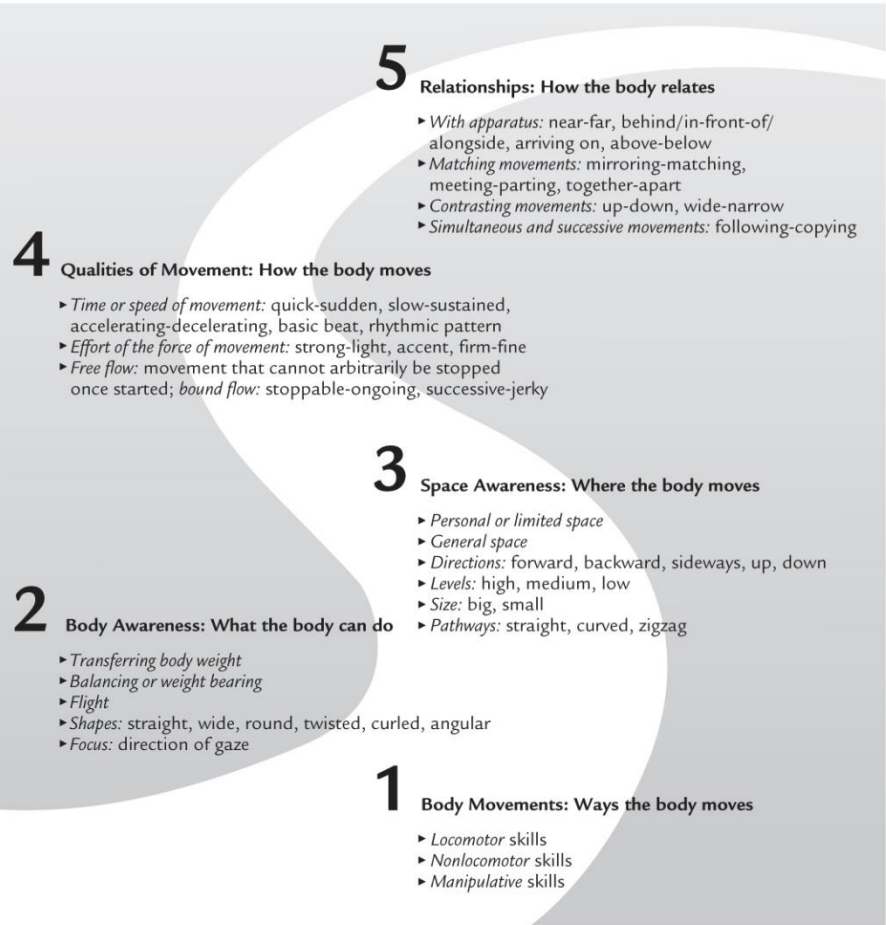 5
Relationships: How the body relates
▸ With apparatus: near-far, behind/in-front-of/
alongside, arriving on, above-below
▸ Matching movements: mirroring-matching,
meeting-parting, together-apart
▸ Contrasting movements: up-down, wide-narrow
▸ Simultaneous and successive movements: following-copying
4
Qualities of Movement: How the body moves
▸ Time or speed of movement: quick-sudden, slow-sustained,
accelerating-decelerating, basic beat, rhythmic pattern
▸ Effort of the force of movement: strong-light, accent, firm-fine
▸ Free flow: movement that cannot arbitrarily be stopped
once started; bound flow: stoppable-ongoing, successive-jerky
3
Space Awareness: Where the body moves
▸ Personal or limited space
▸ General space
▸ Directions: forward, backward, sideways, up, down
▸ Levels: high, medium, low
▸ Size: big, small
▸ Pathways: straight, curved, zigzag
2
Body Awareness: What the body can do
▸ Transferring body weight
▸ Balancing or weight bearing
▸ Flight
▸ Shapes: straight, wide, round, twisted, curled, angular
▸ Focus: direction of gaze
1
Body Movements: Ways the body moves
▸ Locomotor skills
▸ Nonlocomotor skills
▸ Manipulative skills